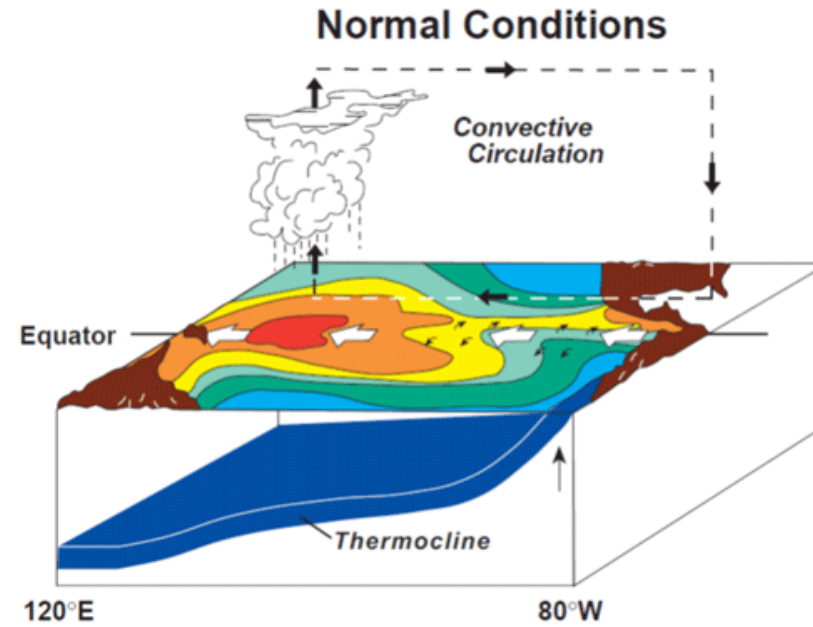 Normal Conditions
Convective
Circulation
Equator
Thermocline
120°E
80°W